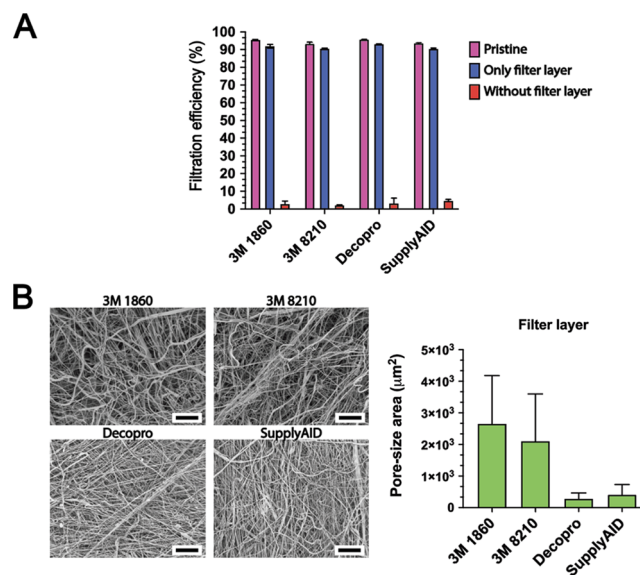 A
Filtration efficiency (%)
100
90
80
70
60
50
40
30
20
10
0
3M 1860
3M 8210
Decopro
SupplyAID
Pristine
Only filter layer
Without filter layer
B
3M 1860
3M 8210
Decopro
SupplyAID
Filter layer
Pore-size area (μm²)
5×10³
4×10³
3×10³
2×10³
1×10³
0
3M 1860
3M 8210
Decopro
SupplyAID